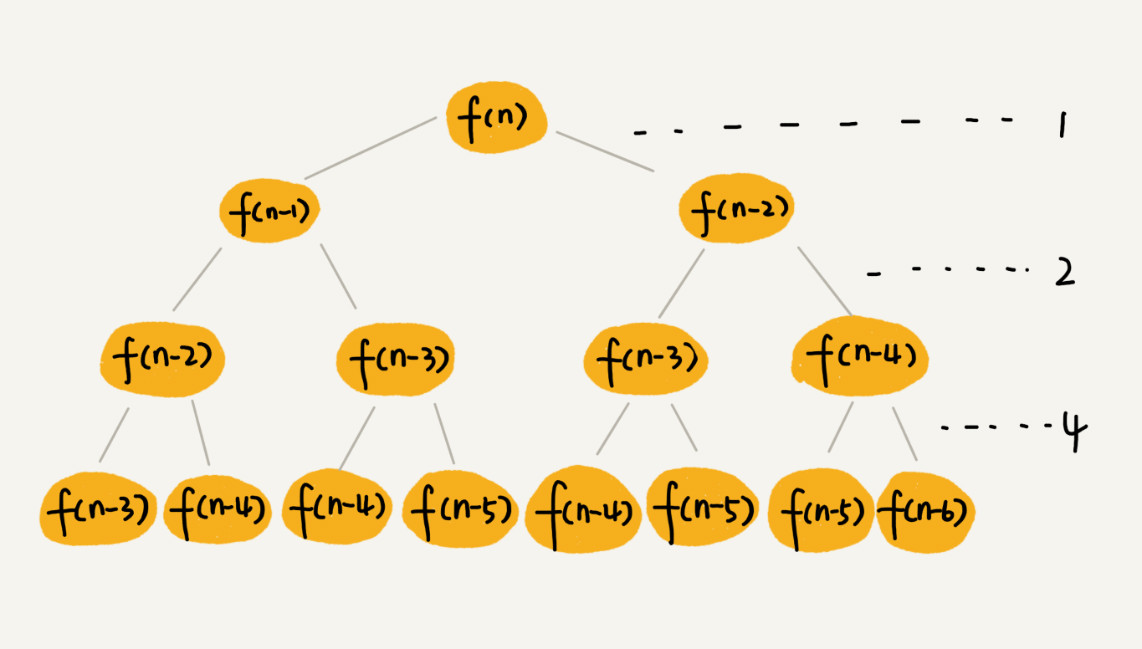 f(n) 1
f(n-1) f(n-2)
2
f(n-2) f(n-3) f(n-3) f(n-4)
4
f(n-3) f(n-4) f(n-4) f(n-5) f(n-4) f(n-5) f(n-5) f(n-6)